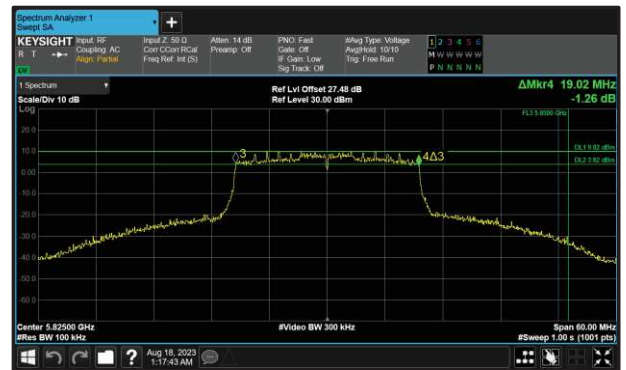 Spectrum Analyzer 1
Swept SA
+
KEYSIGHT
R T
Input: RF
Coupling: AC
Align: Partial
Input Z: 50 Ω
Corr CCorr RCal
Freq Ref: Int (S)
Atten: 14 dB
Preamp: Off
PNO: Fast
Gate: Off
IF Gain: Low
Sig Track: Off
#Avg Type: Voltage
Avg|Hold: 10/10
Trig: Free Run
1 2 3 4 5 6
M W W W W W
P N N N N N
1 Spectrum
Scale/Div 10 dB
Ref Lvl Offset 27.48 dB
Ref Level 30.00 dBm
ΔMkr4 19.02 MHz
-1.26 dB
Log
FL3 5.8500 GHz
20.0
10.0
0.00
-10.0
-20.0
-30.0
-40.0
-50.0
-60.0
3
4Δ3
DL1 9.82 dBm
DL2 3.82 dBm
Center 5.82500 GHz
#Res BW 100 kHz
#Video BW 300 kHz
Span 60.00 MHz
#Sweep 1.00 s (1001 pts)
?
Aug 18, 2023
1:17:43 AM